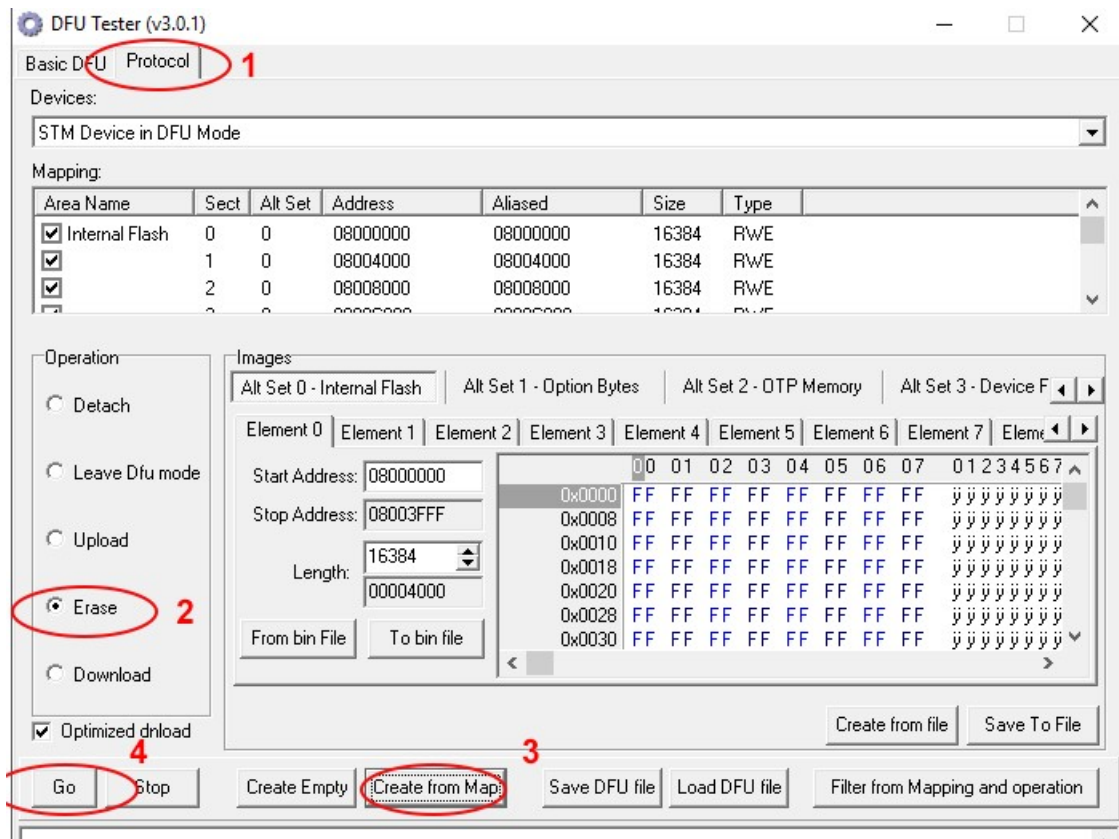 DFU Tester (v3.0.1)
Basic DFU Protocol 1
Devices:
STM Device in DFU Mode
Mapping:
Area Name Sect Alt Set Address Aliased Size Type
Internal Flash 0 0 08000000 08000000 16384 RWE
1 0 08004000 08004000 16384 RWE
2 0 08008000 08008000 16384 RWE
Operation
Detach
Leave Dfu mode
Upload
Erase 2
Download
Optimized dnload
Images
Alt Set 0 - Internal Flash Alt Set 1 - Option Bytes Alt Set 2 - OTP Memory Alt Set 3 - Device F
Element 0 Element 1 Element 2 Element 3 Element 4 Element 5 Element 6 Element 7 Eleme
Start Address: 08000000
Stop Address: 08003FFF
Length: 16384
00004000
From bin File To bin file
00 01 02 03 04 05 06 07 01234567
0x0000 FF FF FF FF FF FF FF FF ÿÿÿÿÿÿÿÿ
0x0008 FF FF FF FF FF FF FF FF ÿÿÿÿÿÿÿÿ
0x0010 FF FF FF FF FF FF FF FF ÿÿÿÿÿÿÿÿ
0x0018 FF FF FF FF FF FF FF FF ÿÿÿÿÿÿÿÿ
0x0020 FF FF FF FF FF FF FF FF ÿÿÿÿÿÿÿÿ
0x0028 FF FF FF FF FF FF FF FF ÿÿÿÿÿÿÿÿ
0x0030 FF FF FF FF FF FF FF FF ÿÿÿÿÿÿÿÿ
Create from file Save To File
4 3
Go Stop Create Empty Create from Map Save DFU file Load DFU file Filter from Mapping and operation